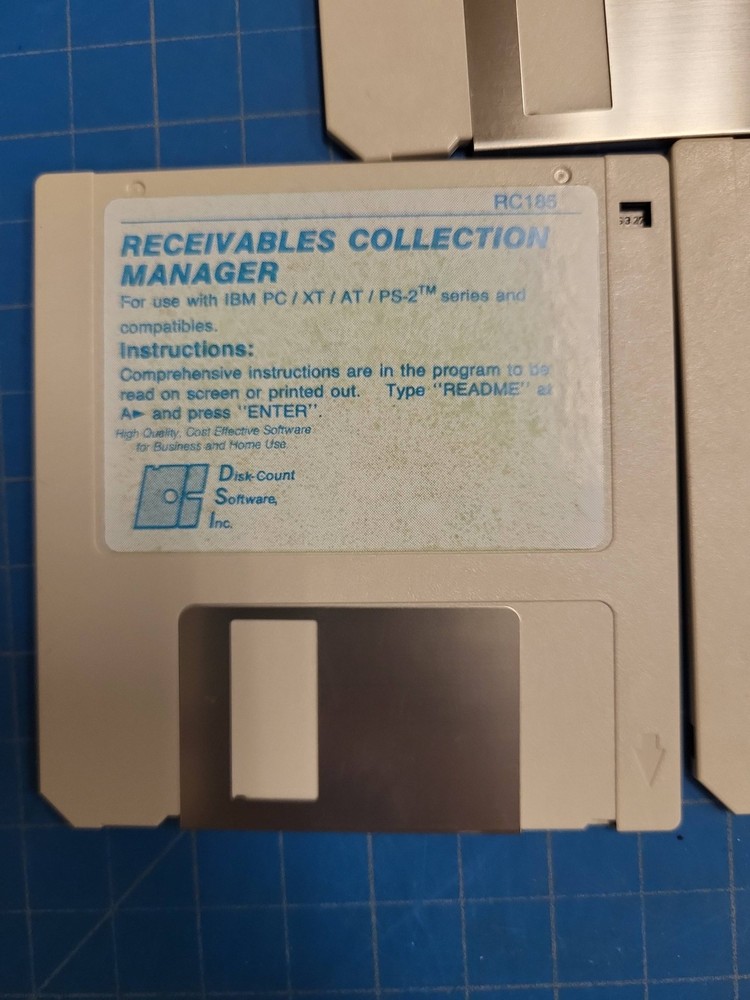 RC185
RECEIVABLES COLLECTION
MANAGER
For use with IBM PC / XT / AT / PS-2™ series and
compatibles.
Instructions:
Comprehensive instructions are in the program to be
read on screen or printed out. Type "README" at
A► and press "ENTER".
High Quality, Cost Effective Software
for Business and Home Use.
Disk-Count
Software,
Inc.